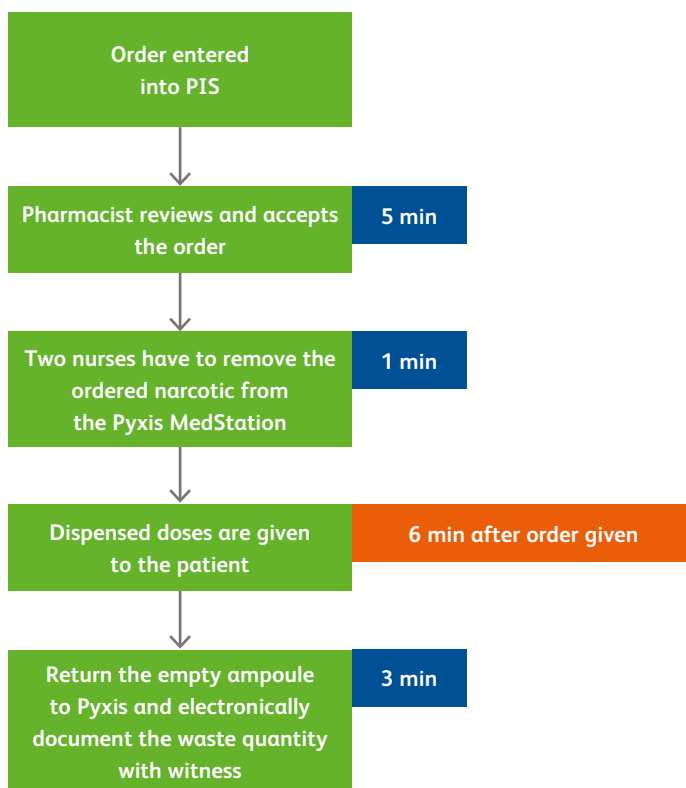 Order entered
into PIS
Pharmacist reviews and accepts
the order
5 min
Two nurses have to remove the
ordered narcotic from
the Pyxis MedStation
1 min
Dispensed doses are given
to the patient
6 min after order given
Return the empty ampoule
to Pyxis and electronically
document the waste quantity
with witness
3 min